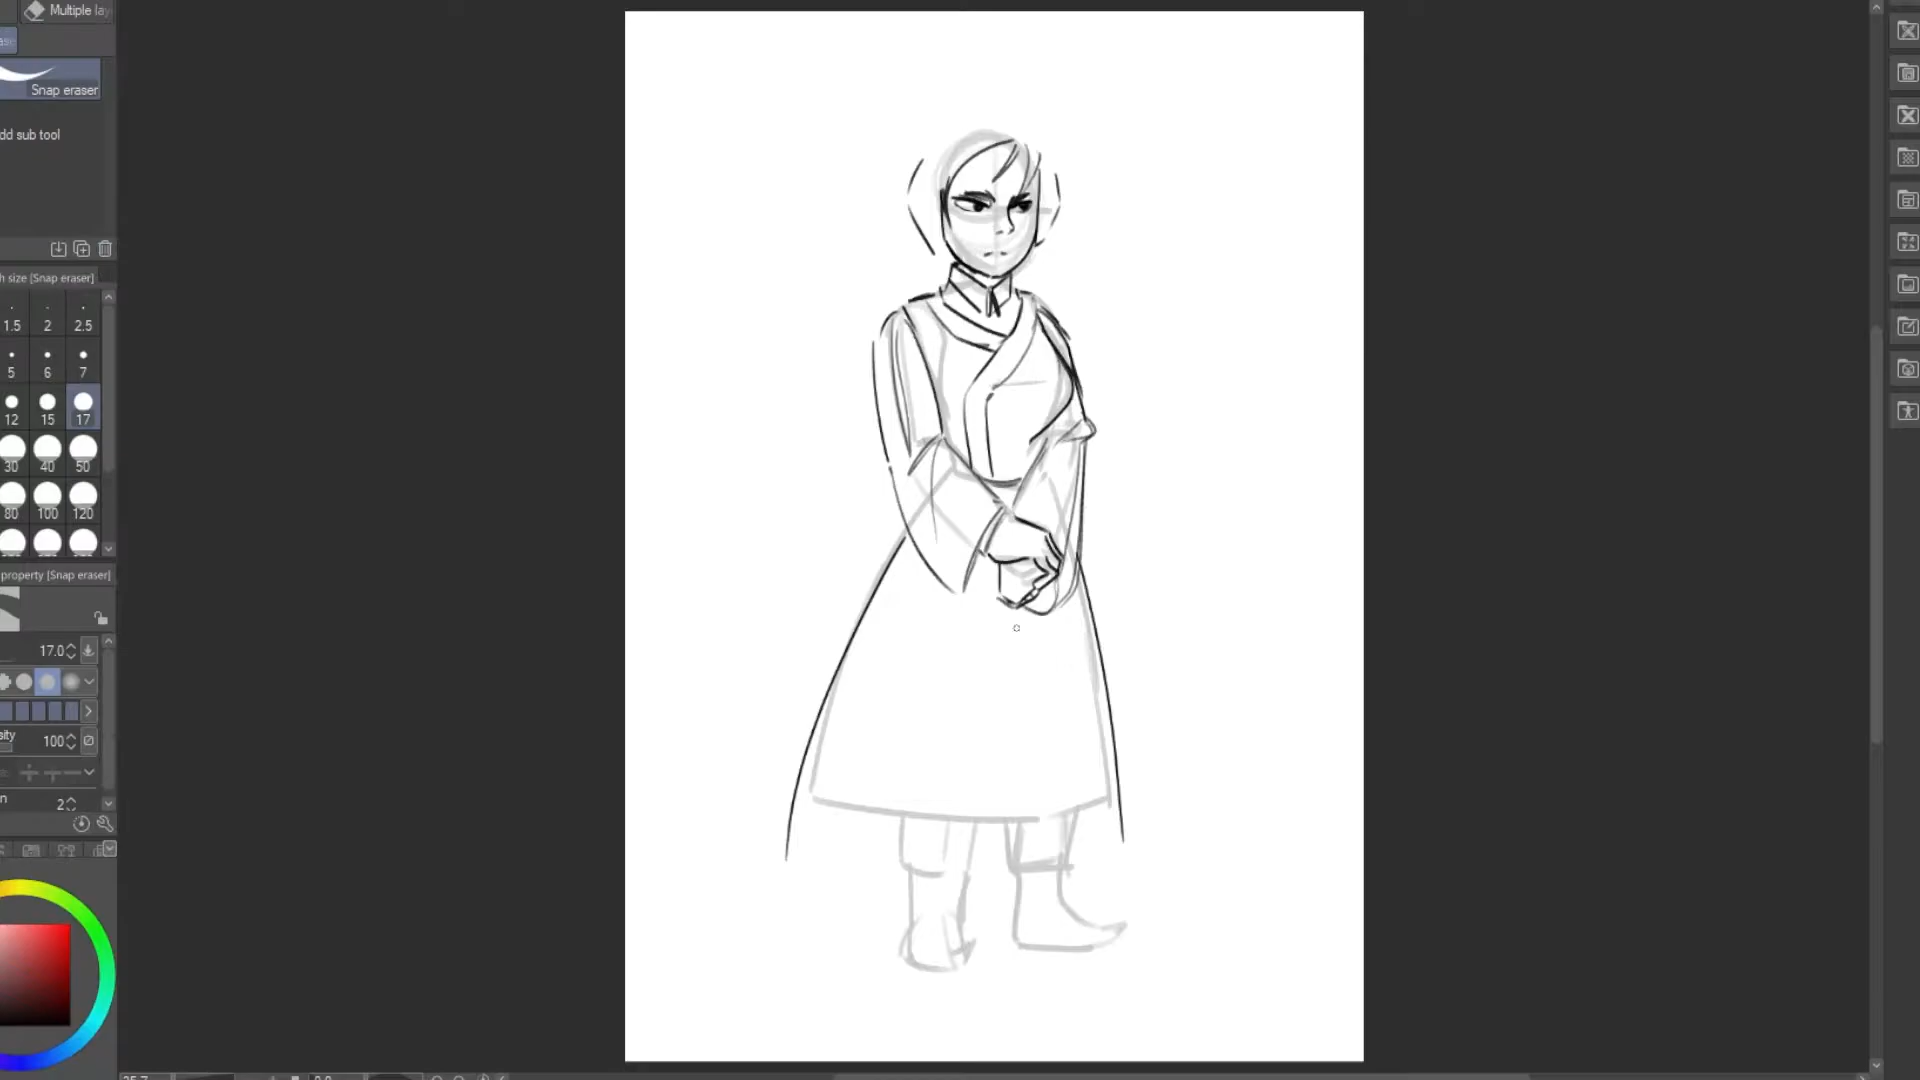 Multiple lay
Snap eraser
dd sub tool
h size [Snap eraser]
1.5 2 2.5
5 6 7
12 15 17
30 40 50
80 100 120
property [Snap eraser]
17.0
sity 100
n 2